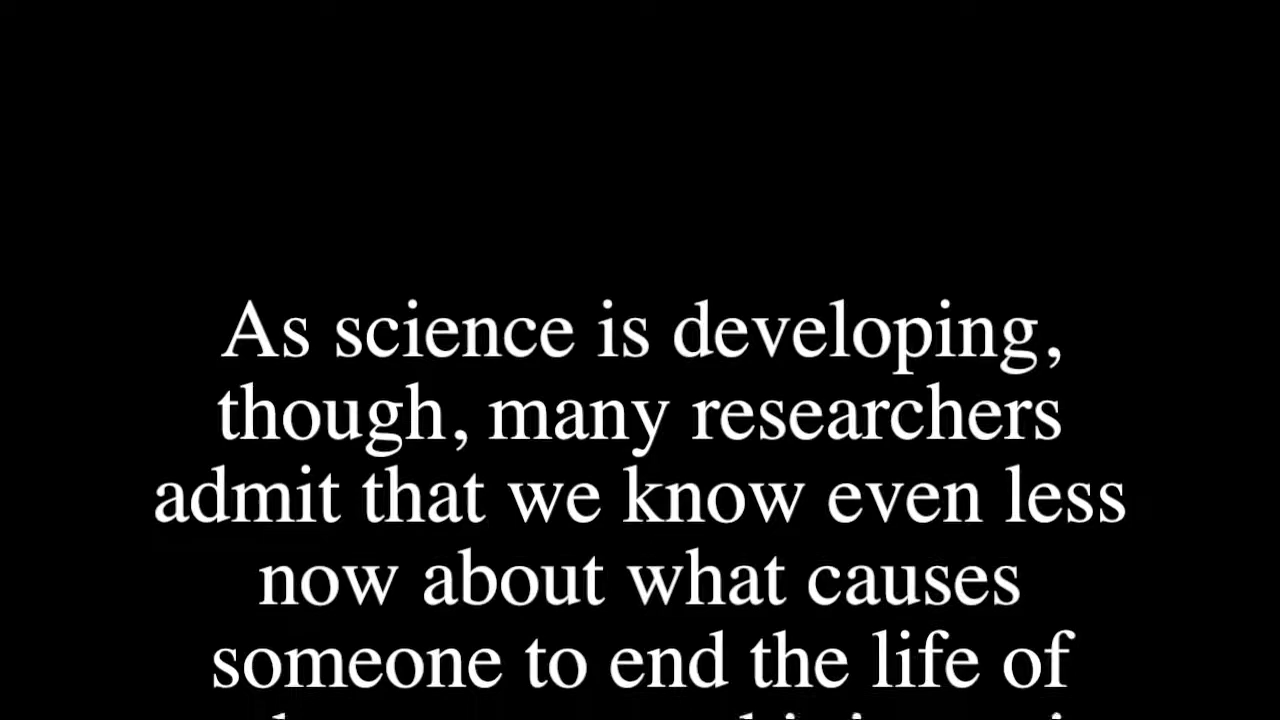 As science is developing,
though, many researchers
admit that we know even less
now about what causes
someone to end the life of